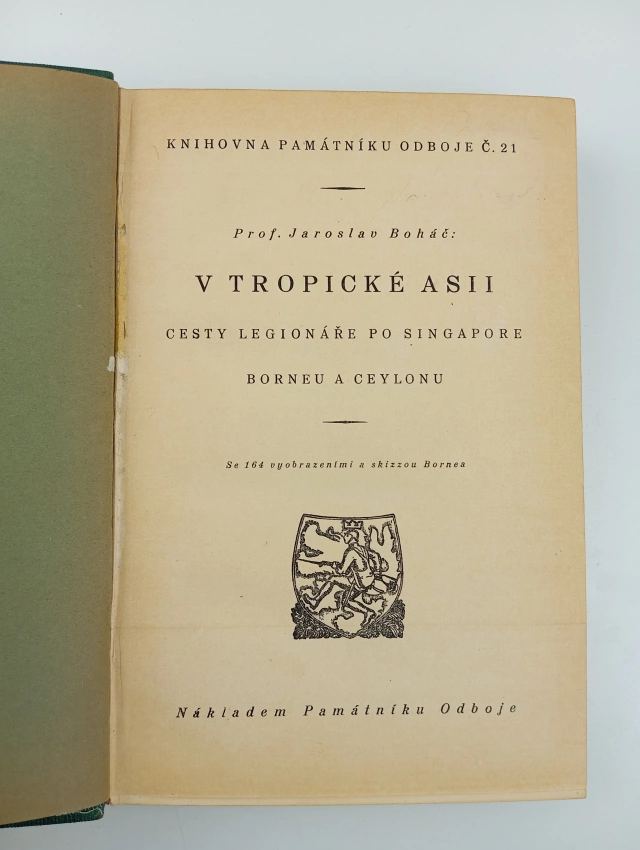 KNIHOVNA PAMÁTNÍKU ODBOJE Č. 21
Prof. Jaroslav Boháč:
V TROPICKÉ ASII
CESTY LEGIONÁŘE PO SINGAPORE
BORNEU A CEYLONU
Se 164 vyobrazeními a skizzou Bornea
Nákladem Památníku Odboje